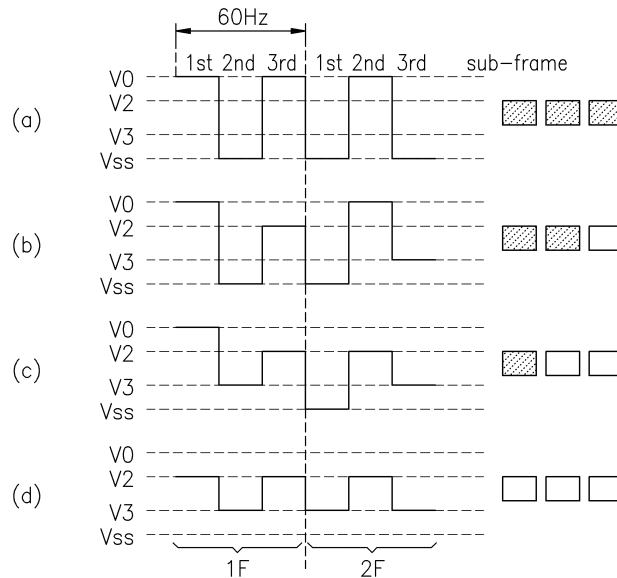 60Hz
1st 2nd 3rd 1st 2nd 3rd sub-frame
(a)
V0
V2
V3
Vss
(b)
V0
V2
V3
Vss
(c)
V0
V2
V3
Vss
(d)
V0
V2
V3
Vss
1F 2F